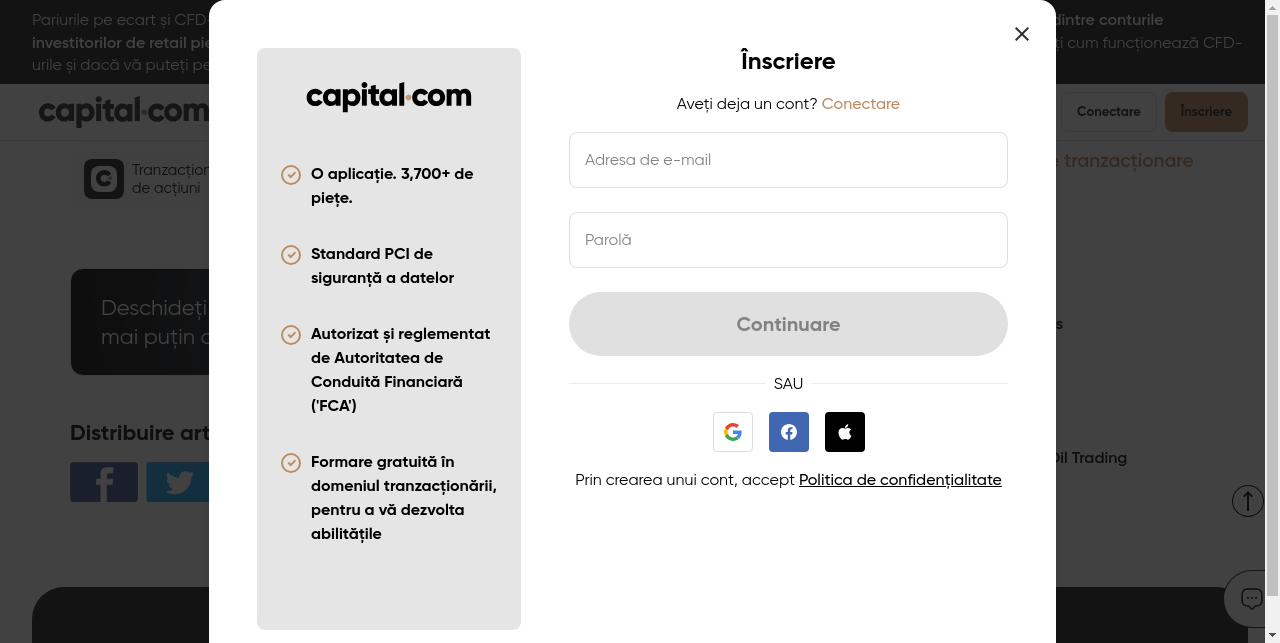 Pariurile pe ecart și CFD-
dintre conturile
investitorilor de retail pie
ți cum funcționează CFD-
urile și dacă vă puteți pe
capital.com
Conectare
Înscriere
Tranzacțion
de acțiuni
e tranzacționare
Deschideți
mai puțin d
s
Distribuire art
Oil Trading
capital.com
O aplicație. 3,700+ de
piețe.
Standard PCI de
siguranță a datelor
Autorizat și reglementat
de Autoritatea de
Conduită Financiară
('FCA')
Formare gratuită în
domeniul tranzacționării,
pentru a vă dezvolta
abilitățile
Înscriere
Aveți deja un cont? Conectare
Adresa de e-mail
Parolă
Continuare
SAU
Prin crearea unui cont, accept Politica de confidențialitate